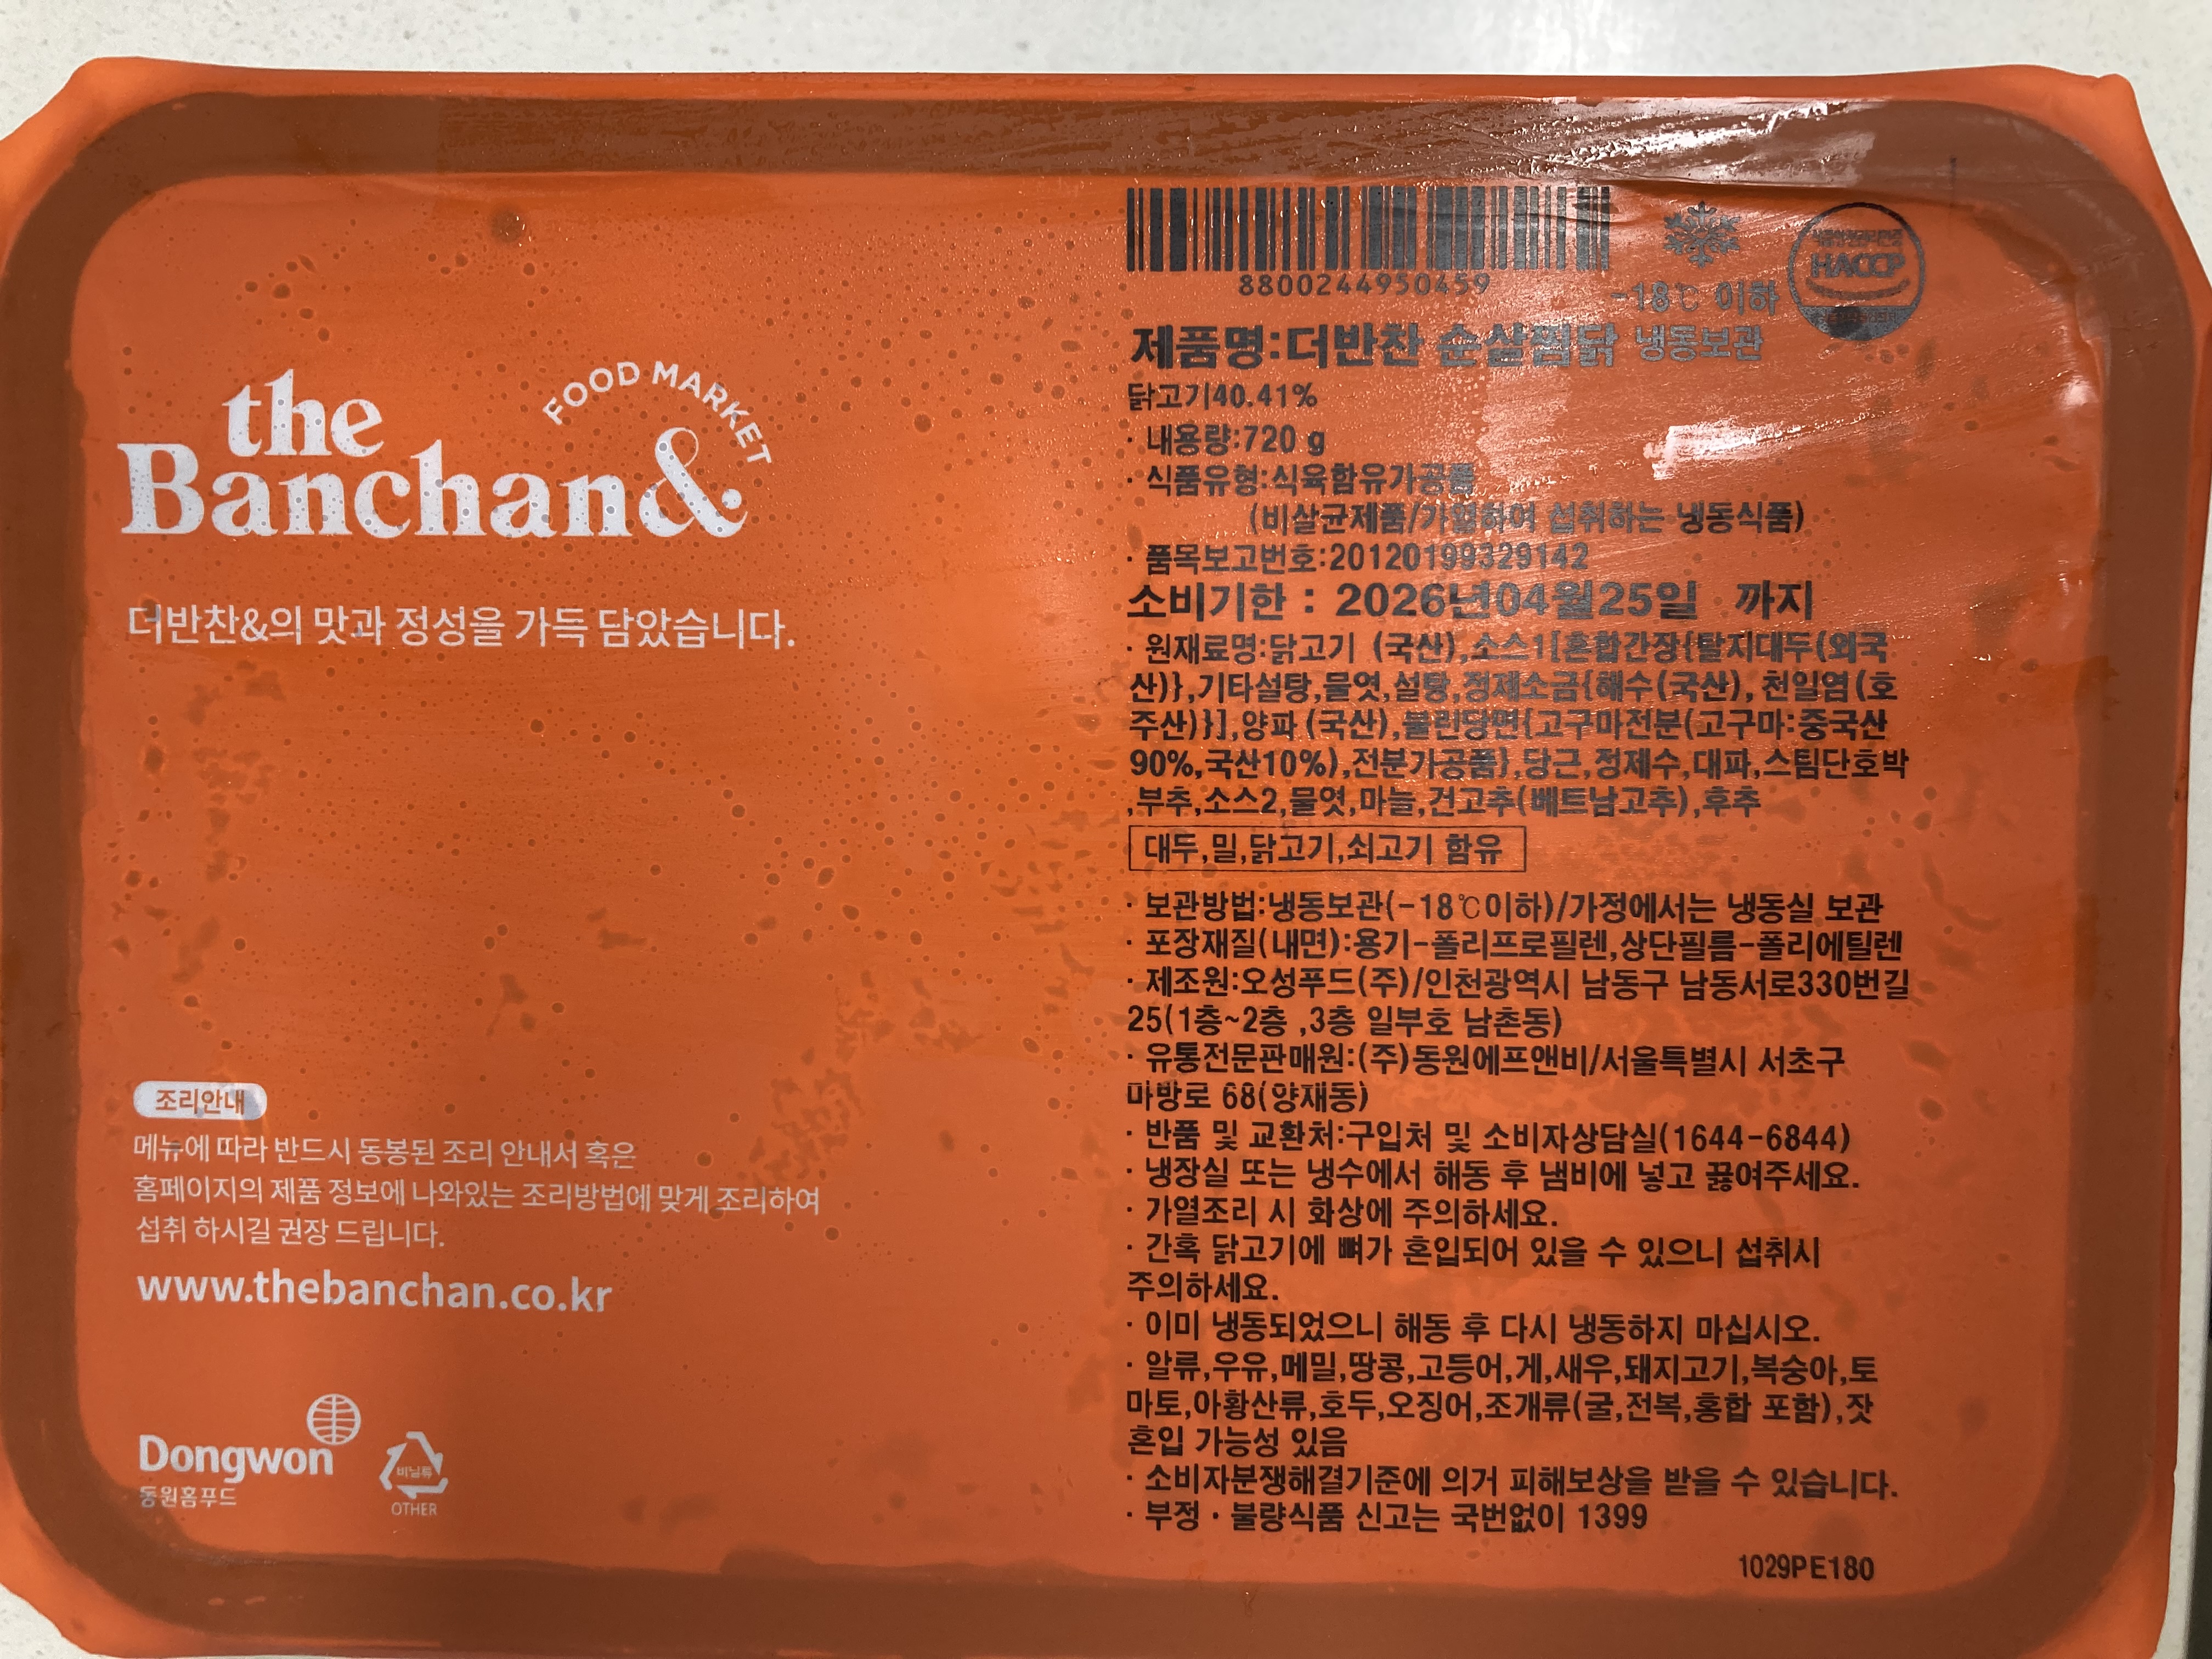 the
Banchan&
FOOD MARKET
더반찬&의 맛과 정성을 가득 담았습니다.
조리안내
메뉴에 따라 반드시 동봉된 조리 안내서 혹은
홈페이지의 제품 정보에 나와있는 조리방법에 맞게 조리하여
섭취 하시길 권장 드립니다.
www.thebanchan.co.kr
Dongwon
동원홈푸드
비닐류
OTHER
8800244950459
-18℃ 이하
HACCP
제품명:더반찬 순살찜닭 냉동보관
닭고기40.41%
· 내용량:720 g
· 식품유형:식육함유가공품
(비살균제품/가열하여 섭취하는 냉동식품)
· 품목보고번호:20120199329142
소비기한 : 2026년04월25일 까지
· 원재료명:닭고기 (국산),소스1[혼합간장{탈지대두(외국
산)},기타설탕,물엿,설탕,정제소금{해수(국산), 천일염(호
주산)}],양파 (국산),불린당면{고구마전분(고구마:중국산
90%,국산10%),전분가공품},당근,정제수,대파,스팀단호박
,부추,소스2,물엿,마늘,건고추(베트남고추),후추
대두,밀,닭고기,쇠고기 함유
· 보관방법:냉동보관(-18℃이하)/가정에서는 냉동실 보관
· 포장재질(내면):용기-폴리프로필렌,상단필름-폴리에틸렌
· 제조원:오성푸드(주)/인천광역시 남동구 남동서로330번길
25(1층~2층 ,3층 일부호 남촌동)
· 유통전문판매원:(주)동원에프앤비/서울특별시 서초구
마방로 68(양재동)
· 반품 및 교환처:구입처 및 소비자상담실(1644-6844)
· 냉장실 또는 냉수에서 해동 후 냄비에 넣고 끓여주세요.
· 가열조리 시 화상에 주의하세요.
· 간혹 닭고기에 뼈가 혼입되어 있을 수 있으니 섭취시
주의하세요.
· 이미 냉동되었으니 해동 후 다시 냉동하지 마십시오.
· 알류,우유,메밀,땅콩,고등어,게,새우,돼지고기,복숭아,토
마토,아황산류,호두,오징어,조개류(굴,전복,홍합 포함),잣
혼입 가능성 있음
· 소비자분쟁해결기준에 의거 피해보상을 받을 수 있습니다.
· 부정 · 불량식품 신고는 국번없이 1399
1029PE180